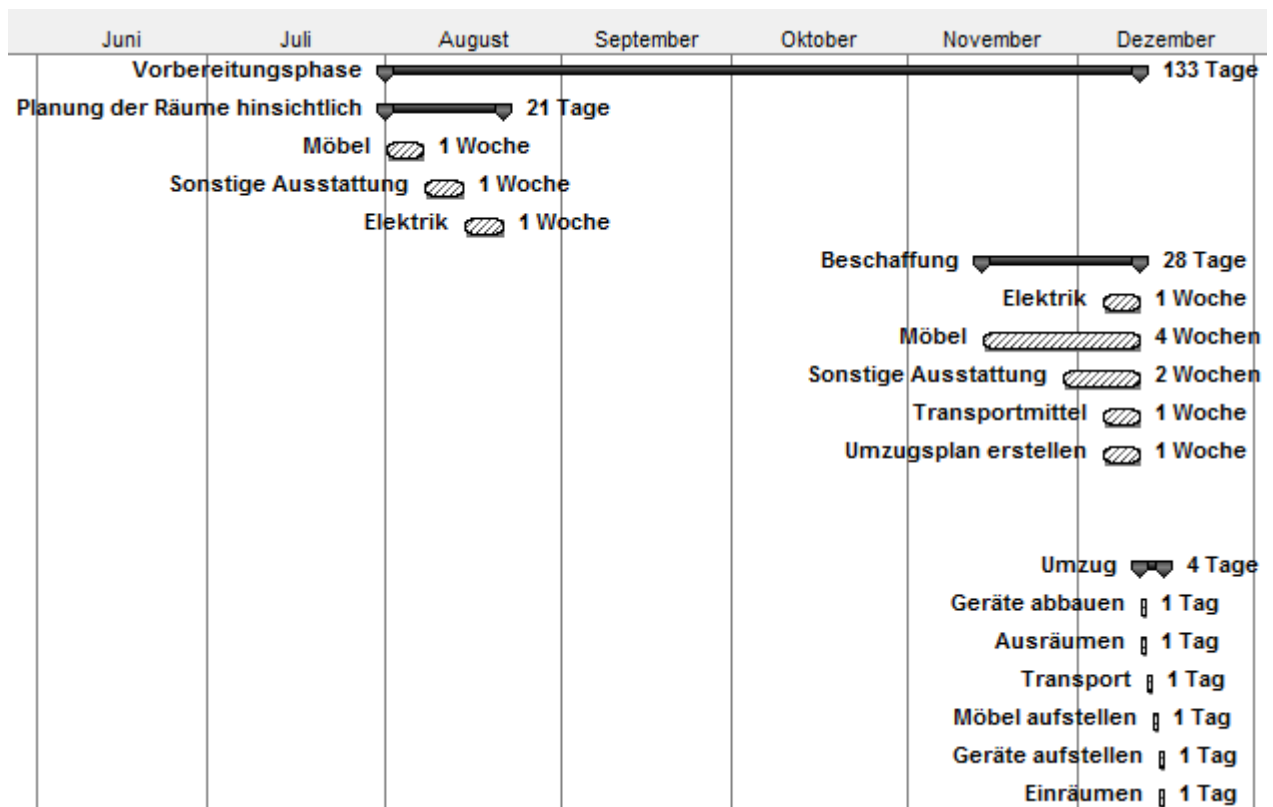 Juni Juli August September Oktober November Dezember
Vorbereitungsphase 133 Tage
Planung der Räume hinsichtlich 21 Tage
Möbel 1 Woche
Sonstige Ausstattung 1 Woche
Elektrik 1 Woche
Beschaffung 28 Tage
Elektrik 1 Woche
Möbel 4 Wochen
Sonstige Ausstattung 2 Wochen
Transportmittel 1 Woche
Umzugsplan erstellen 1 Woche
Umzug 4 Tage
Geräte abbauen 1 Tag
Ausräumen 1 Tag
Transport 1 Tag
Möbel aufstellen 1 Tag
Geräte aufstellen 1 Tag
Einräumen 1 Tag